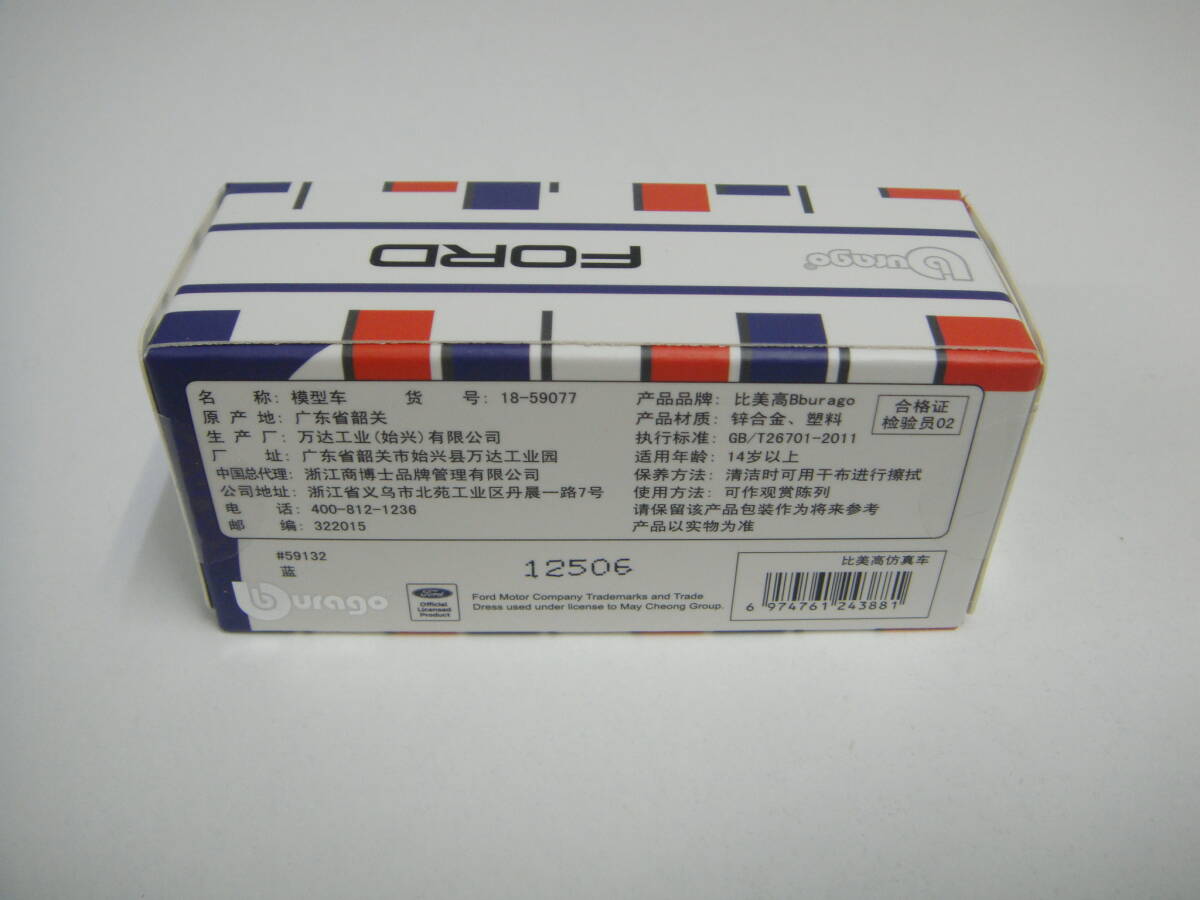 FORD
burago®
名 称: 模型车 货 号: 18-59077
原 产 地: 广东省韶关
生 产 厂: 万达工业(始兴)有限公司
厂 址: 广东省韶关市始兴县万达工业园
中国总代理: 浙江商博士品牌管理有限公司
公司地址: 浙江省义乌市北苑工业区丹晨一路7号
电 话: 400-812-1236
邮 编: 322015
产品品牌: 比美高Bburago
产品材质: 锌合金、塑料
执行标准: GB/T26701-2011
适用年龄: 14岁以上
保养方法: 清洁时可用干布进行擦拭
使用方法: 可作观赏陈列
请保留该产品包装作为将来参考
产品以实物为准
合格证
检验员02
#59132
蓝
burago
12506
Ford
Official
Licensed
Product
Ford Motor Company Trademarks and Trade
Dress used under license to May Cheong Group.
比美高仿真车
6 974761 243881